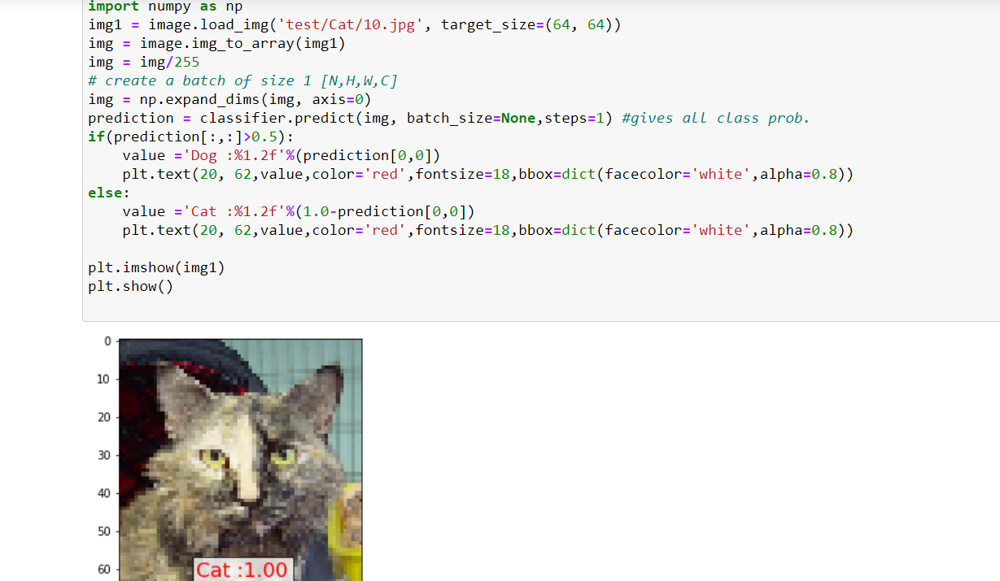 import numpy as np
img1 = image.load_img('test/Cat/10.jpg', target_size=(64, 64))
img = image.img_to_array(img1)
img = img/255
# create a batch of size 1 [N,H,W,C]
img = np.expand_dims(img, axis=0)
prediction = classifier.predict(img, batch_size=None,steps=1) #gives all class prob.
if(prediction[:,:]>0.5):
    value ='Dog :%1.2f'%(prediction[0,0])
    plt.text(20, 62,value,color='red',fontsize=18,bbox=dict(facecolor='white',alpha=0.8))
else:
    value ='Cat :%1.2f'%(1.0-prediction[0,0])
    plt.text(20, 62,value,color='red',fontsize=18,bbox=dict(facecolor='white',alpha=0.8))
plt.imshow(img1)
plt.show()
0
10
20
30
40
50
60
Cat :1.00